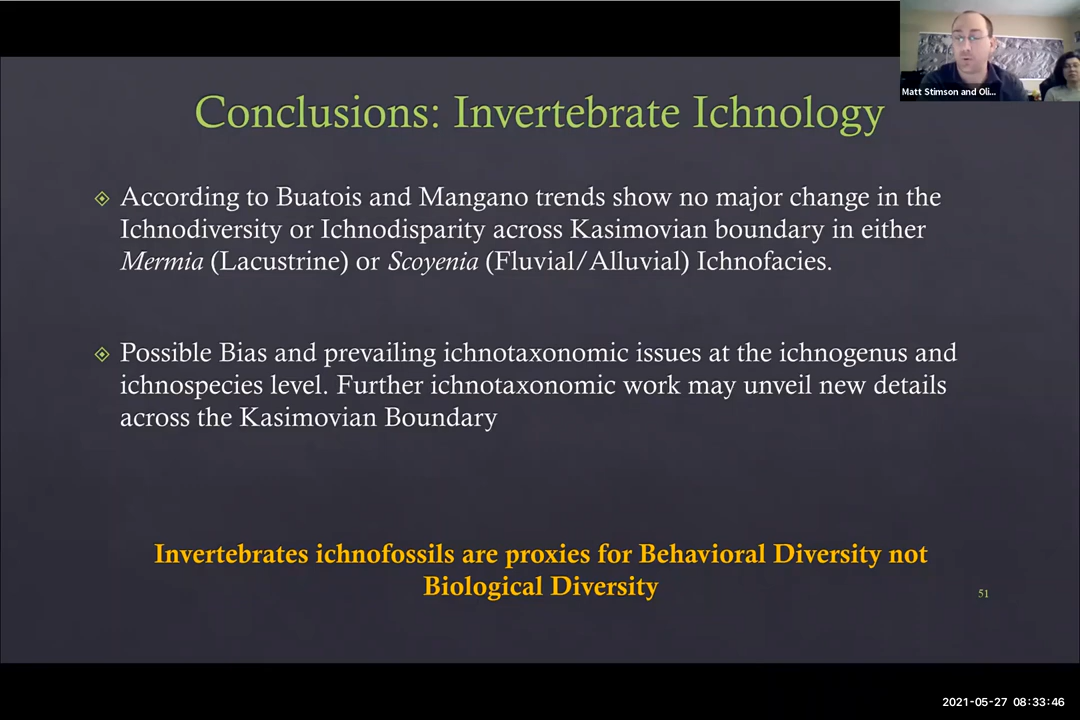 Matt Stimson and Oli...
Conclusions: Invertebrate Ichnology
According to Buatois and Mangano trends show no major change in the
Ichnodiversity or Ichnodisparity across Kasimovian boundary in either
Mermia (Lacustrine) or Scoyenia (Fluvial/Alluvial) Ichnofacies.
Possible Bias and prevailing ichnotaxonomic issues at the ichnogenus and
ichnospecies level. Further ichnotaxonomic work may unveil new details
across the Kasimovian Boundary
Invertebrates ichnofossils are proxies for Behavioral Diversity not
Biological Diversity
51
2021-05-27 08:33:46